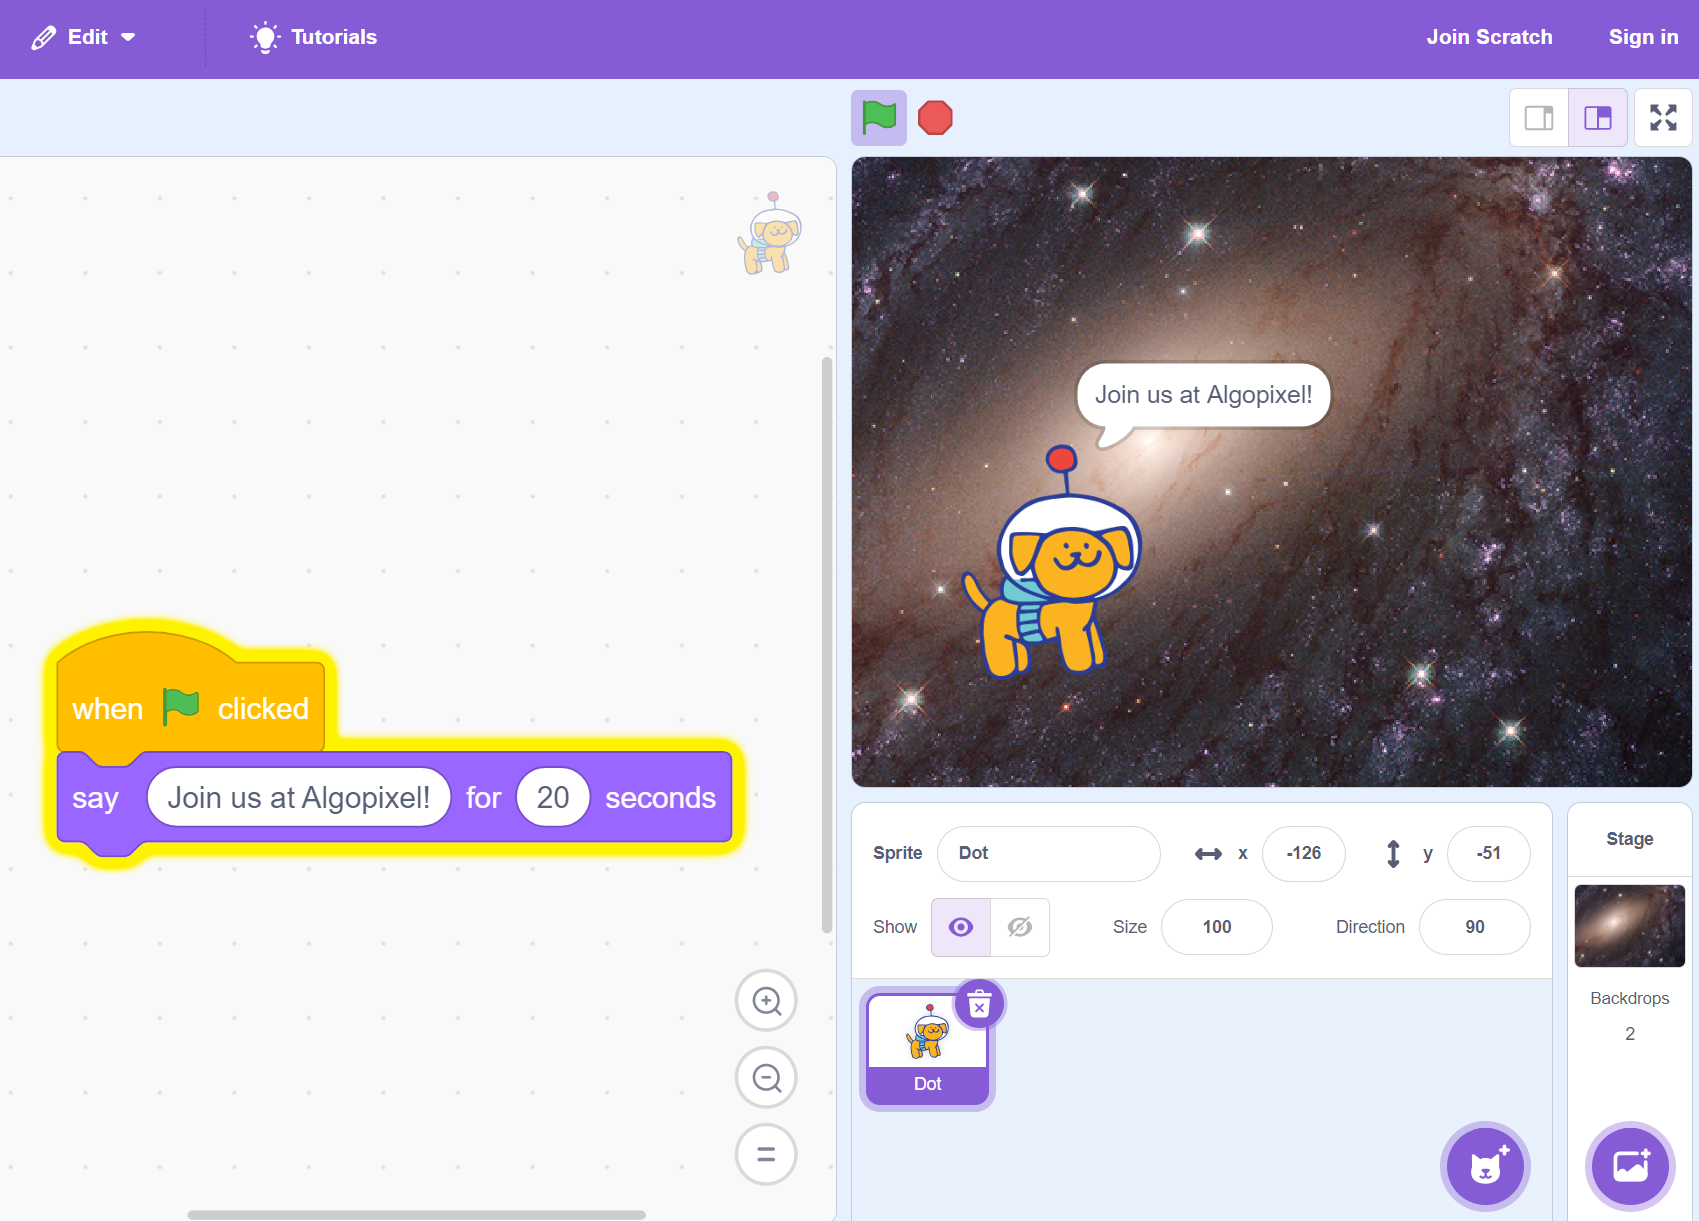 Edit
Tutorials
Join Scratch
Sign in
Join us at Algopixel!
when clicked
say Join us at Algopixel! for 20 seconds
Sprite Dot x -126 y -51
Show Size 100 Direction 90
Dot
Stage
Backdrops
2